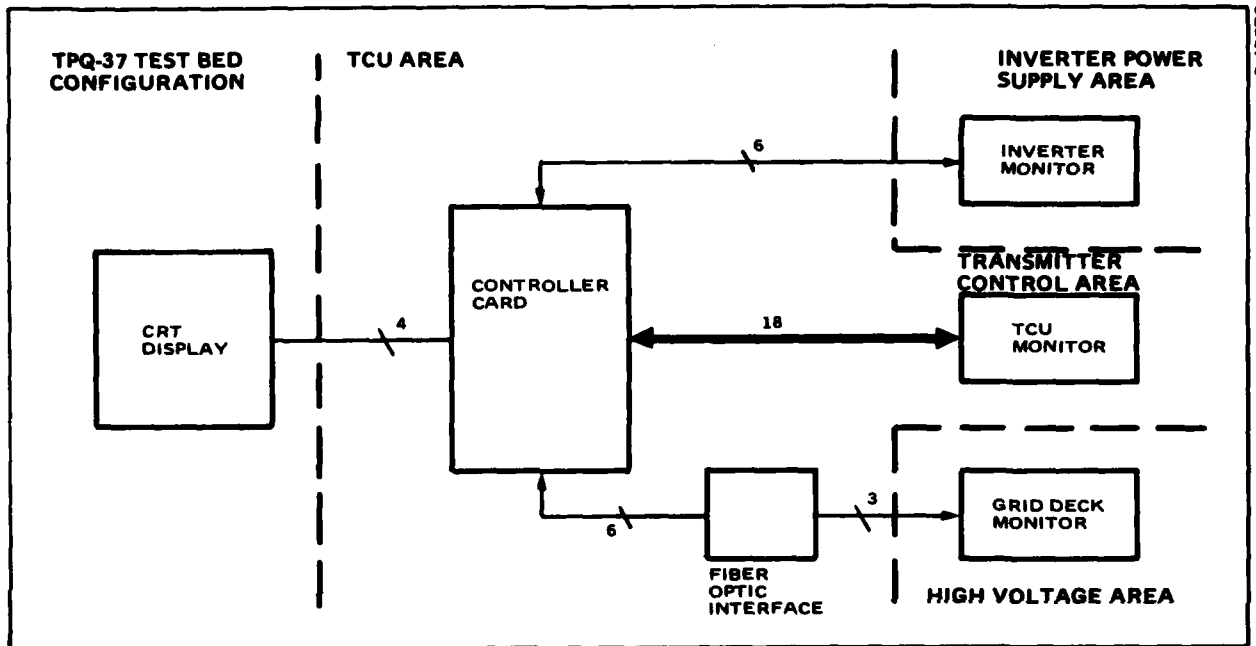 TPQ-37 TEST BED
CONFIGURATION
TCU AREA
INVERTER POWER
SUPPLY AREA
6
INVERTER
MONITOR
CONTROLLER
CARD
TRANSMITTER
CONTROL AREA
CRT
DISPLAY
4
18
TCU
MONITOR
6
3
GRID DECK
MONITOR
FIBER
OPTIC
INTERFACE
HIGH VOLTAGE AREA